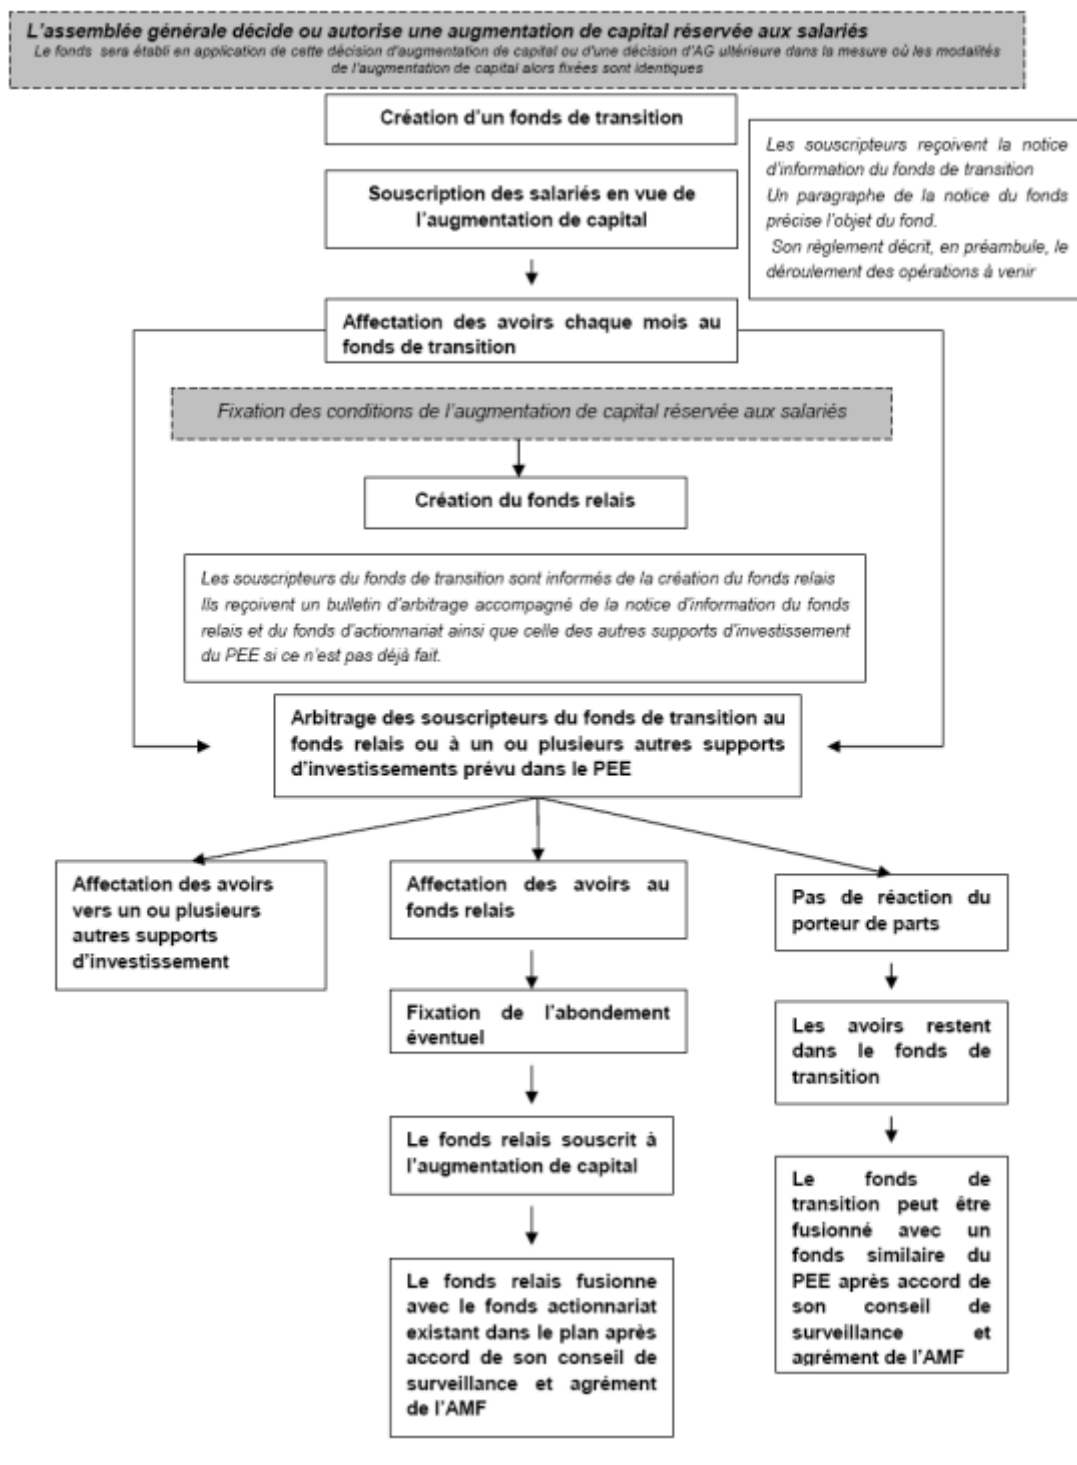 L'assemblée générale décide ou autorise une augmentation de capital réservée aux salariés
Le fonds sera établi en application de cette décision d'augmentation de capital ou d'une décision d'AG ultérieure dans la mesure où les modalités
de l'augmentation de capital alors fixées sont identiques
Création d'un fonds de transition
Les souscripteurs reçoivent la notice
d'information du fonds de transition
Un paragraphe de la notice du fonds
précise l'objet du fond.
Son règlement décrit, en préambule, le
déroulement des opérations à venir
Souscription des salariés en vue de
l'augmentation de capital
Affectation des avoirs chaque mois au
fonds de transition
Fixation des conditions de l'augmentation de capital réservée aux salariés
Création du fonds relais
Les souscripteurs du fonds de transition sont informés de la création du fonds relais
Ils reçoivent un bulletin d'arbitrage accompagné de la notice d'information du fonds
relais et du fonds d'actionnariat ainsi que celle des autres supports d'investissement
du PEE si ce n'est pas déjà fait.
Arbitrage des souscripteurs du fonds de transition au
fonds relais ou à un ou plusieurs autres supports
d'investissements prévu dans le PEE
Affectation des avoirs
vers un ou plusieurs
autres supports
d'investissement
Affectation des avoirs au
fonds relais
Fixation de l'abondement
éventuel
Le fonds relais souscrit à
l'augmentation de capital
Le fonds relais fusionne
avec le fonds actionnariat
existant dans le plan après
accord de son conseil de
surveillance et agrément
de l'AMF
Pas de réaction du
porteur de parts
Les avoirs restent
dans le fonds de
transition
Le fonds de
transition peut être
fusionné avec un
fonds similaire du
PEE après accord de
son conseil de
surveillance et
agrément de l'AMF